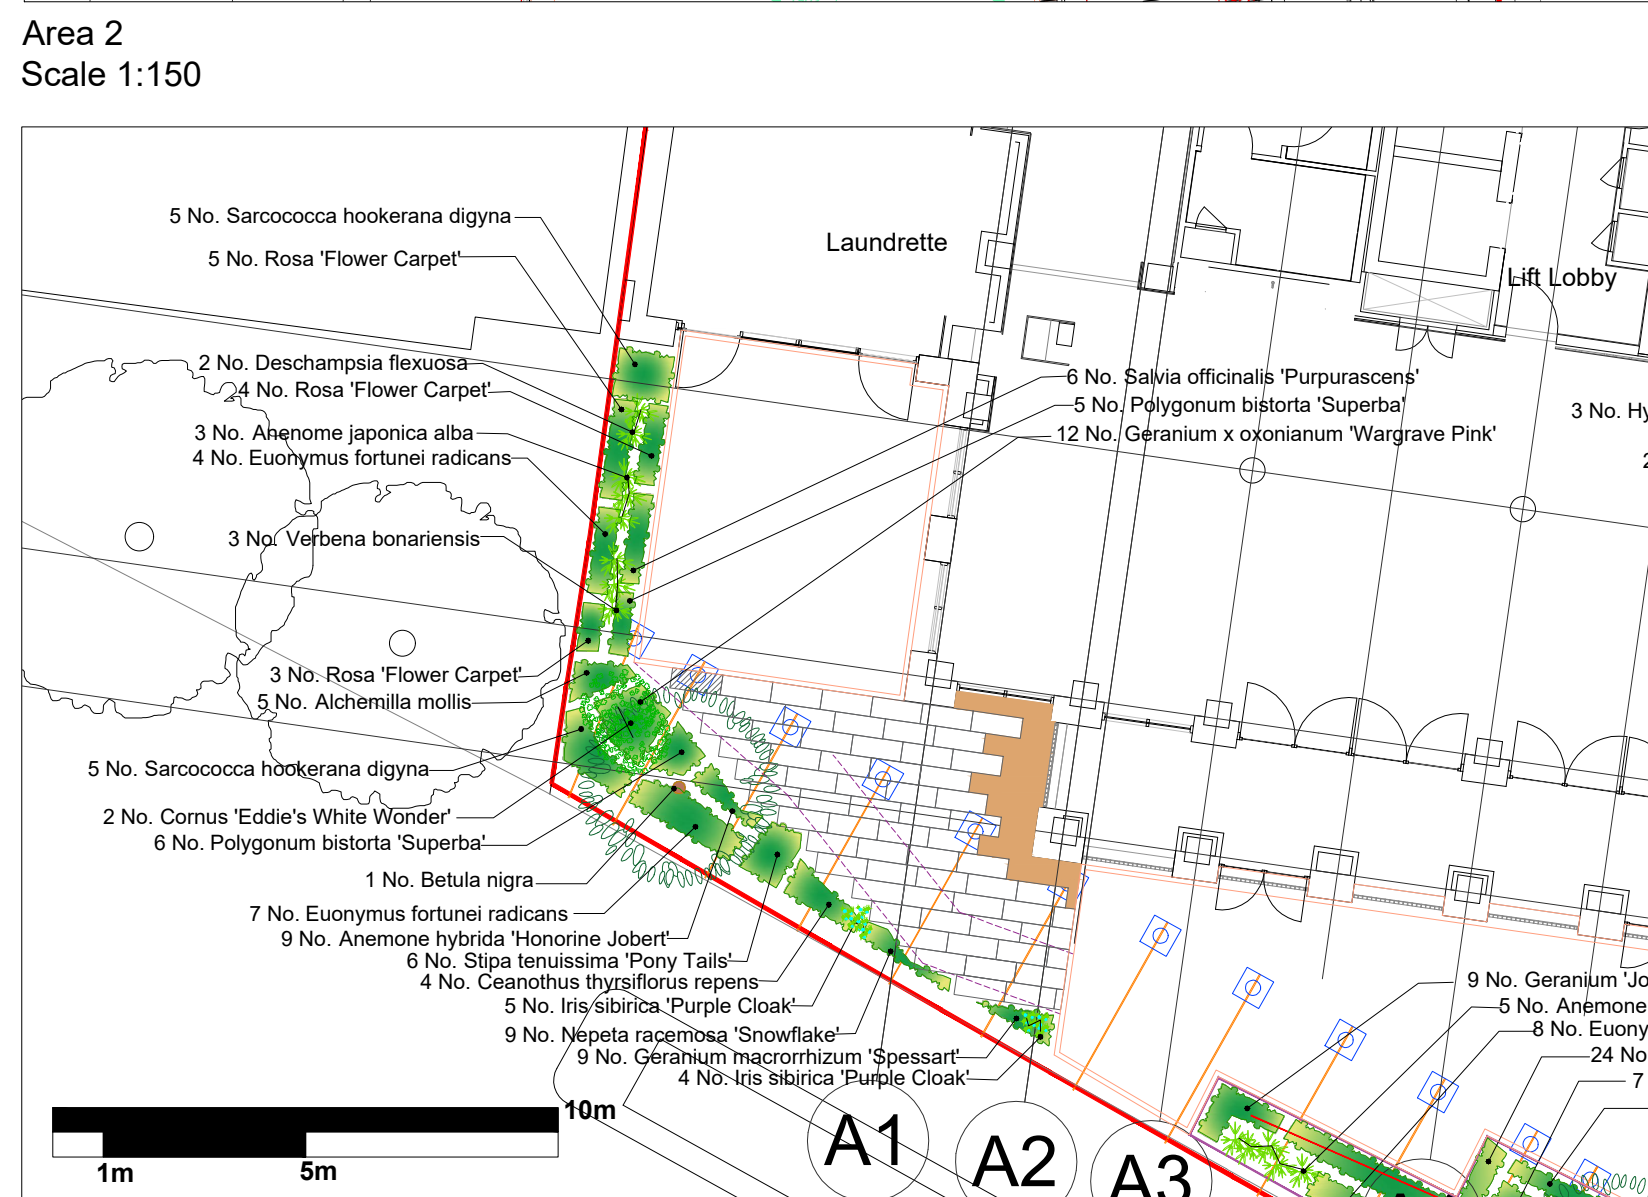 Area 2
Scale 1:150
5 No. Sarcococca hookerana digyna
5 No. Rosa 'Flower Carpet'
2 No. Deschampsia flexuosa
4 No. Rosa 'Flower Carpet'
3 No. Anenome japonica alba
4 No. Euonymus fortunei radicans
3 No. Verbena bonariensis
3 No. Rosa 'Flower Carpet'
5 No. Alchemilla mollis
5 No. Sarcococca hookerana digyna
2 No. Cornus 'Eddie's White Wonder'
6 No. Polygonum bistorta 'Superba'
1 No. Betula nigra
7 No. Euonymus fortunei radicans
9 No. Anemone hybrida 'Honorine Jobert'
6 No. Stipa tenuissima 'Pony Tails'
4 No. Ceanothus thyrsiflorus repens
5 No. Iris sibirica 'Purple Cloak'
9 No. Nepeta racemosa 'Snowflake'
9 No. Geranium macrorrhizum 'Spessart'
4 No. Iris sibirica 'Purple Cloak'
Laundrette
Lift Lobby
6 No. Salvia officinalis 'Purpurascens'
5 No. Polygonum bistorta 'Superba'
12 No. Geranium x oxonianum 'Wargrave Pink'
3 No. Hy
2
9 No. Geranium 'Jo
5 No. Anemone
8 No. Euony
24 No
7
10m
1m
5m
A1
A2
A3